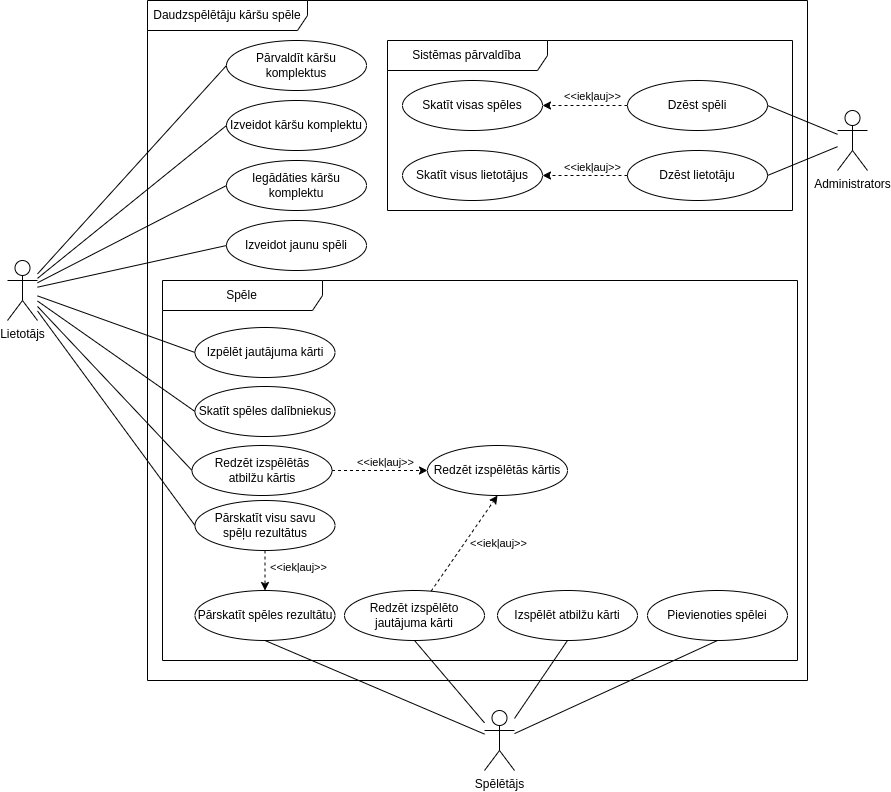 Daudzspēlētāju kāršu spēle
Pārvaldīt kāršu
komplektus
Izveidot kāršu komplektu
Iegādāties kāršu
komplektu
Izveidot jaunu spēli
Sistēmas pārvaldība
Skatīt visas spēles
<<iekļauj>>
Dzēst spēli
Skatīt visus lietotājus
<<iekļauj>>
Dzēst lietotāju
Administrators
Lietotājs
Spēle
Izpēlēt jautājuma kārti
Skatīt spēles dalībniekus
Redzēt izspēlētās
atbilžu kārtis
<<iekļauj>>
Redzēt izspēlētās kārtis
Pārskatīt visu savu
spēļu rezultātus
<<iekļauj>>
<<iekļauj>>
Pārskatīt spēles rezultātu
Redzēt izspēlēto
jautājuma kārti
Izspēlēt atbilžu kārti
Pievienoties spēlei
Spēlētājs